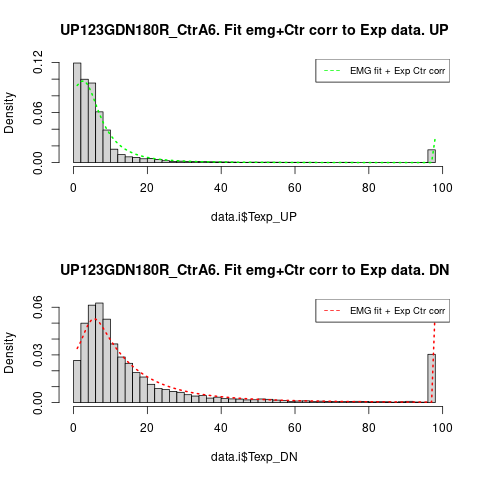 UP123GDN180R_CtrA6. Fit emg+Ctr corr to Exp data. UP
EMG fit + Exp Ctr corr
Density
0.12
0.06
0.00
0 20 40 60 80 100
data.i$Texp_UP
UP123GDN180R_CtrA6. Fit emg+Ctr corr to Exp data. DN
EMG fit + Exp Ctr corr
Density
0.06
0.03
0.00
0 20 40 60 80 100
data.i$Texp_DN